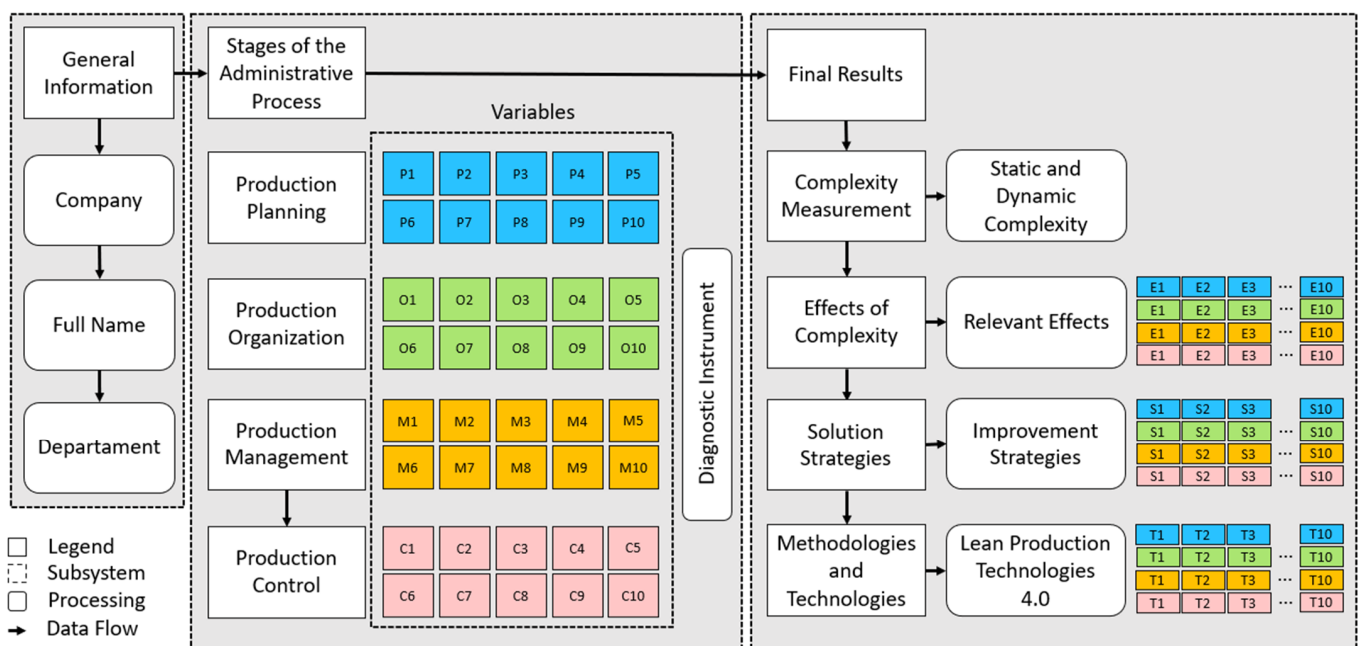 General
Information
Company
Full Name
Departament
Legend
Subsystem
Processing
Data Flow
Stages of the
Administrative
Process
Variables
Production
Planning
P1 P2 P3 P4 P5
P6 P7 P8 P9 P10
Production
Organization
O1 O2 O3 O4 O5
O6 O7 O8 O9 O10
Production
Management
M1 M2 M3 M4 M5
M6 M7 M8 M9 M10
Production
Control
C1 C2 C3 C4 C5
C6 C7 C8 C9 C10
Diagnostic Instrument
Final Results
Complexity
Measurement
Static and
Dynamic
Complexity
Effects of
Complexity
Relevant Effects
E1 E2 E3 ... E10
E1 E2 E3 ... E10
E1 E2 E3 ... E10
E1 E2 E3 ... E10
Solution
Strategies
Improvement
Strategies
S1 S2 S3 ... S10
S1 S2 S3 ... S10
S1 S2 S3 ... S10
S1 S2 S3 ... S10
Methodologies
and
Technologies
Lean Production
Technologies
4.0
T1 T2 T3 ... T10
T1 T2 T3 ... T10
T1 T2 T3 ... T10
T1 T2 T3 ... T10